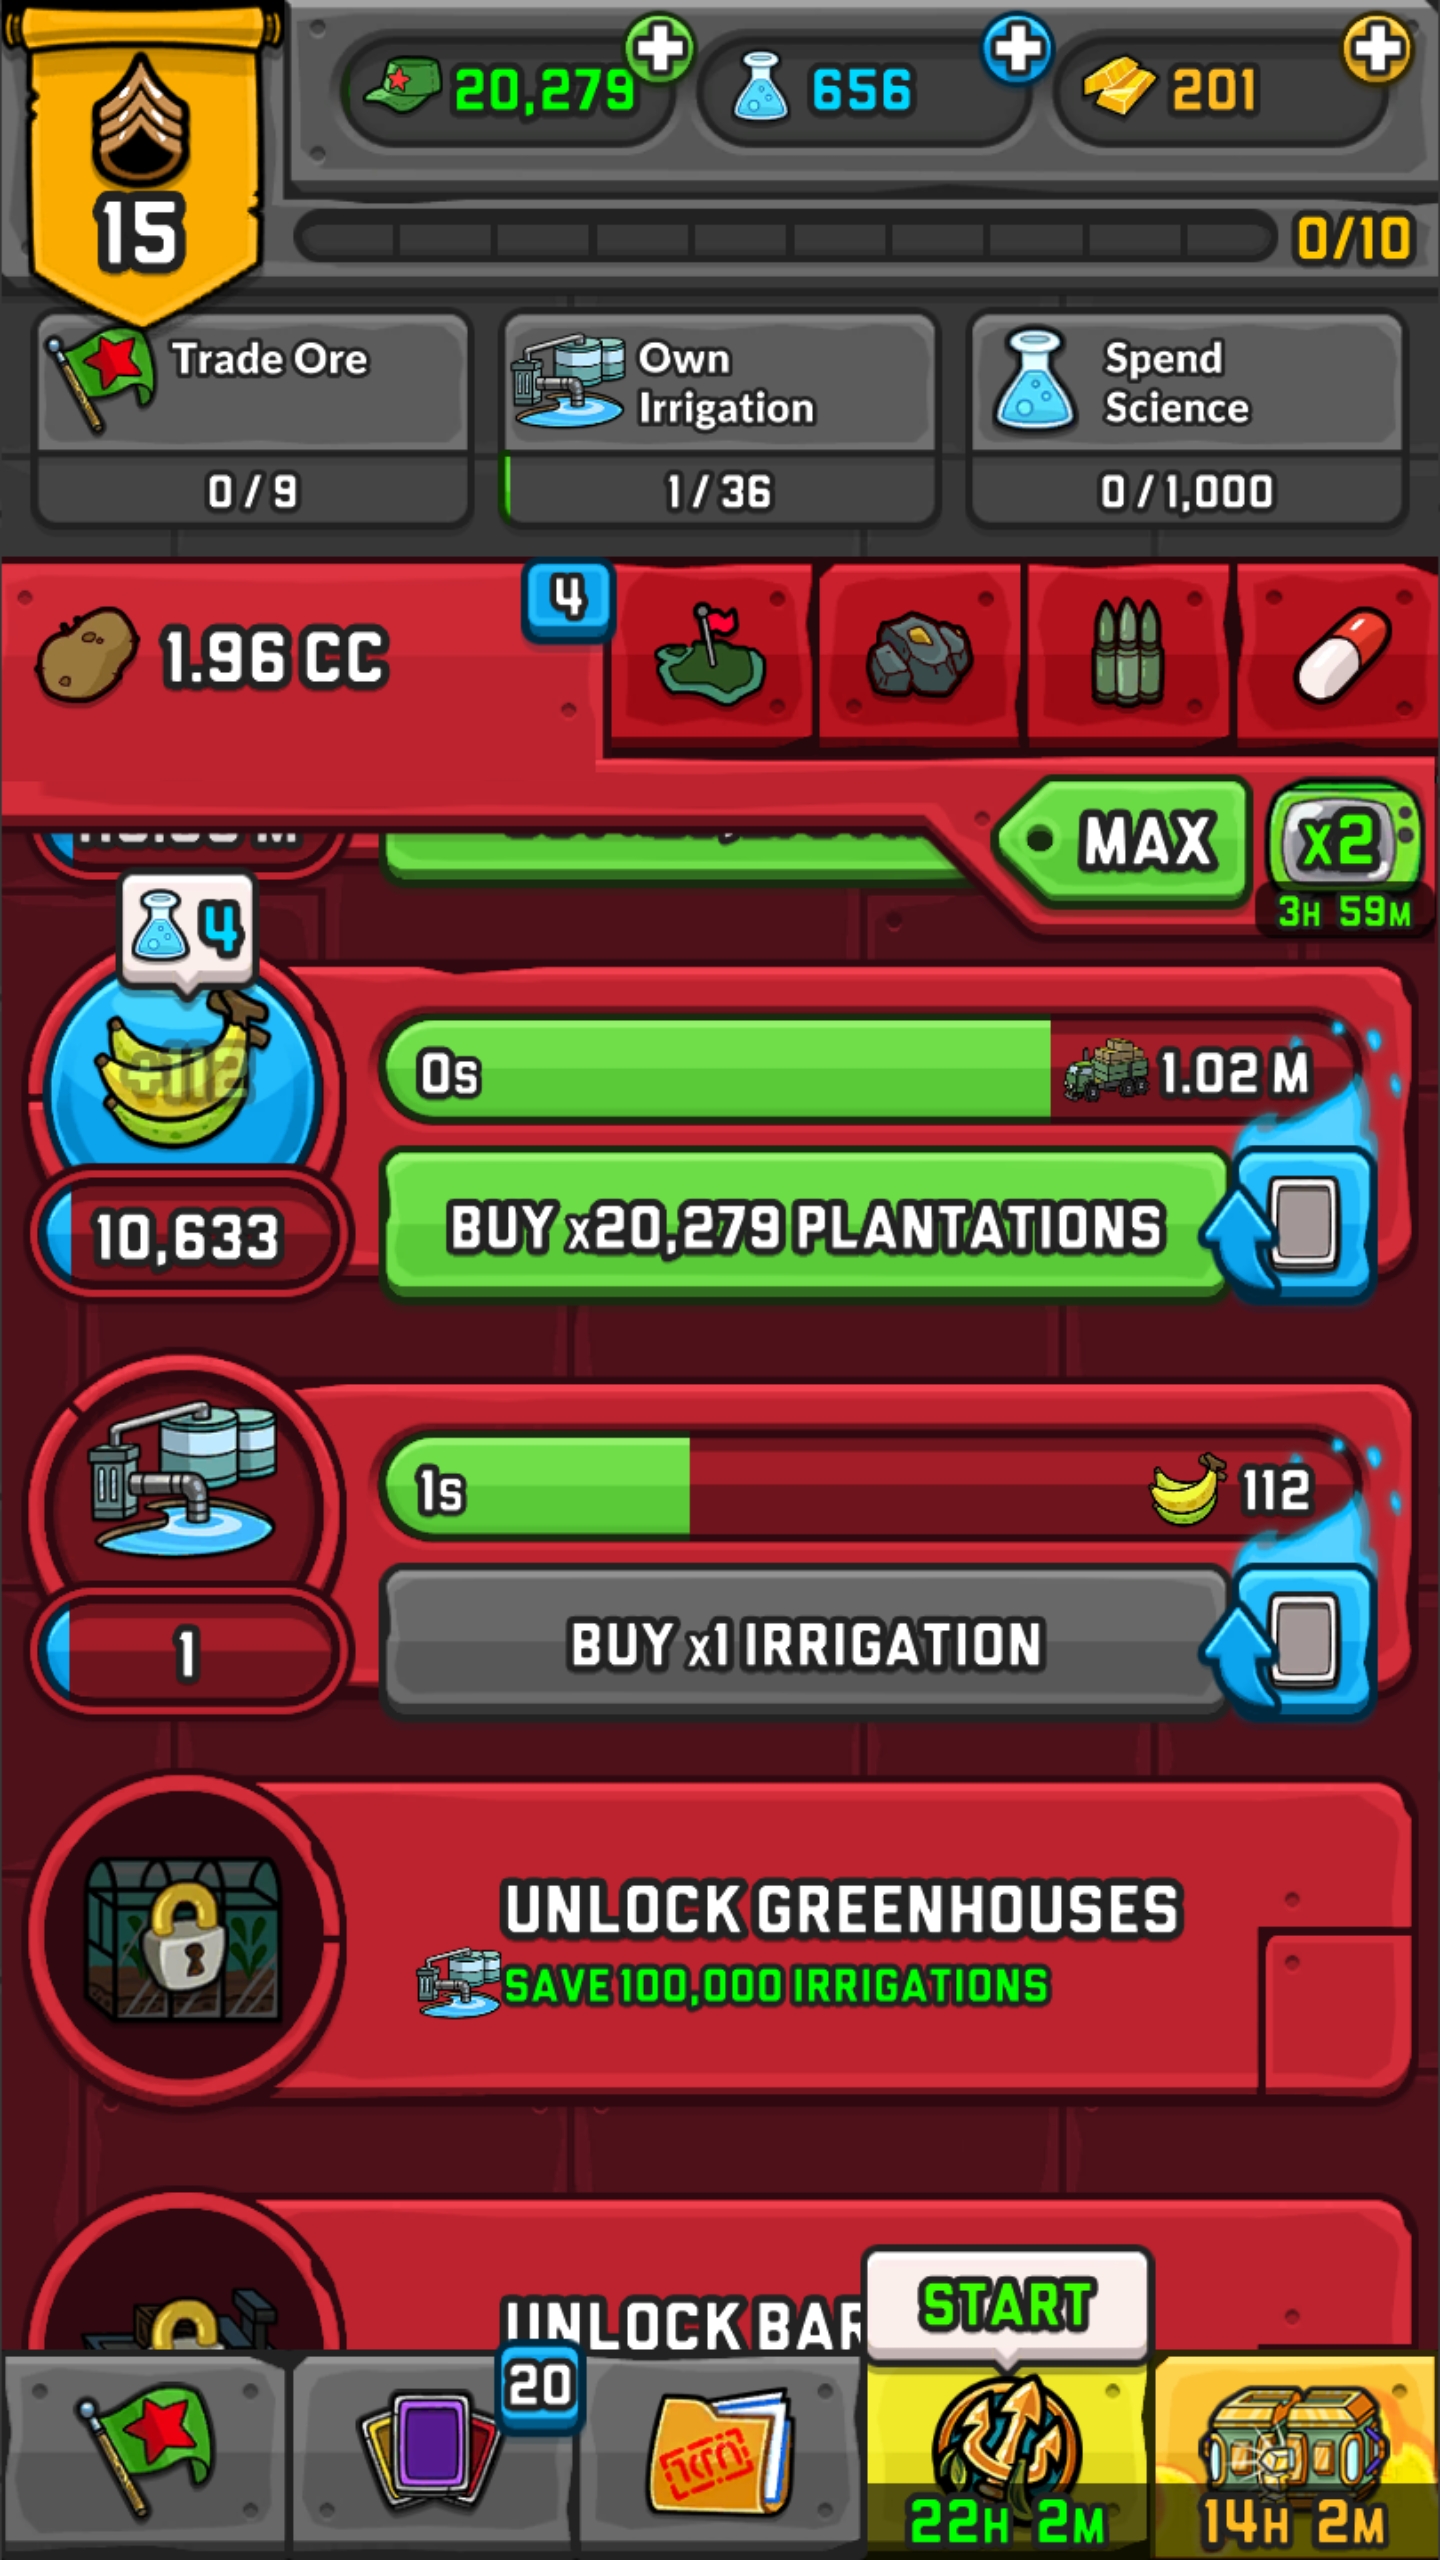 20,279
656
201
15
0/10
Trade Ore
0/9
Own
Irrigation
1/36
Spend
Science
0/1,000
1.96 CC
4
MAX
x2
3H 59M
4
+112
0s
1.02 M
10,633
BUY x20,279 PLANTATIONS
1s
112
1
BUY x1 IRRIGATION
UNLOCK GREENHOUSES
SAVE 100,000 IRRIGATIONS
UNLOCK BAR
START
20
22H 2M
14H 2M